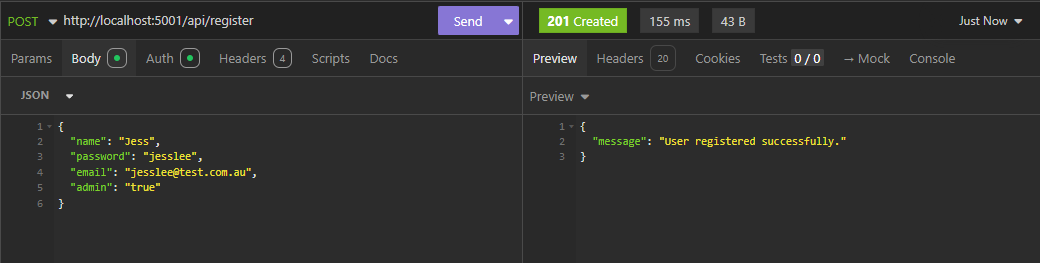 POST http://localhost:5001/api/register Send 201 Created 155 ms 43 B Just Now
Params Body Auth Headers 4 Scripts Docs Preview Headers 20 Cookies Tests 0 / 0 → Mock Console
JSON Preview
1 {
2 "name": "Jess",
3 "password": "jesslee",
4 "email": "jesslee@test.com.au",
5 "admin": "true"
6 }
1 {
2 "message": "User registered successfully."
3 }